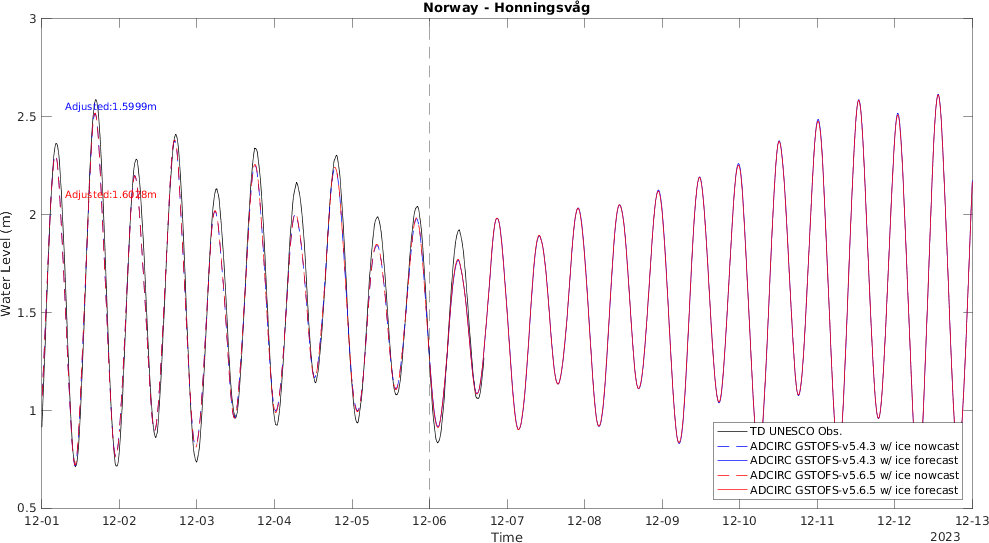 Norway - Honningsvåg
3
2.5
2
1.5
1
0.5
Water Level (m)
Adjusted:1.5999m
Adjusted:1.6028m
TD UNESCO Obs.
ADCIRC GSTOFS-v5.4.3 w/ ice nowcast
ADCIRC GSTOFS-v5.4.3 w/ ice forecast
ADCIRC GSTOFS-v5.6.5 w/ ice nowcast
ADCIRC GSTOFS-v5.6.5 w/ ice forecast
12-01 12-02 12-03 12-04 12-05 12-06 12-07 12-08 12-09 12-10 12-11 12-12 12-13
Time
2023